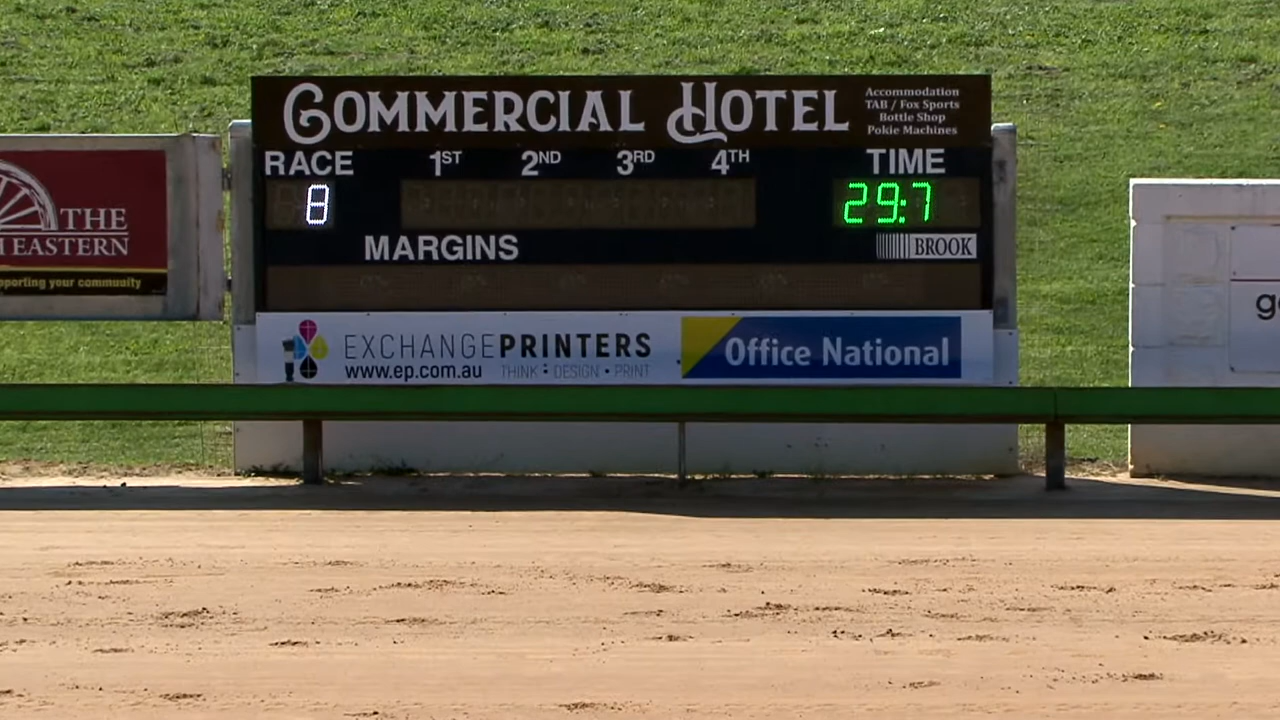 COMMERCIAL HOTEL
Accommodation
TAB / Fox Sports
Bottle Shop
Pokie Machines
RACE 1ST 2ND 3RD 4TH TIME
8 29:7
MARGINS BROOK
THE
EASTERN
pporting your community
EXCHANGEPRINTERS
www.ep.com.au THINK : DESIGN • PRINT
Office National
g